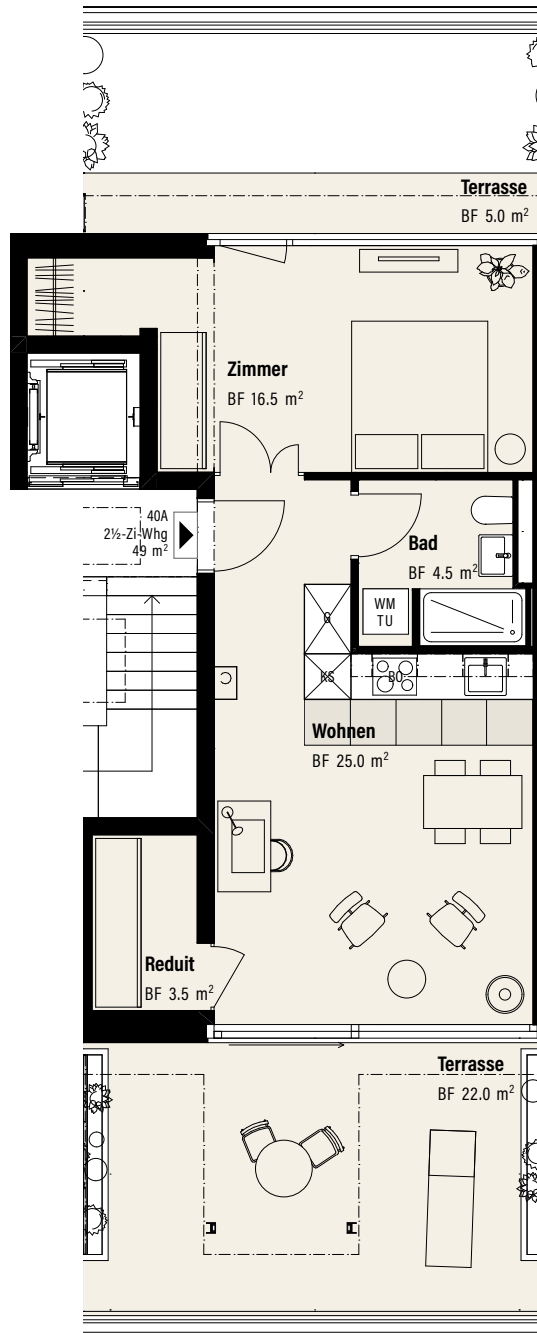 Terrasse
BF 5.0 m²
Zimmer
BF 16.5 m²
40A
2½-Zi-Whg
49 m²
Bad
BF 4.5 m²
WM
TU
G
KS
BO
Wohnen
BF 25.0 m²
Reduit
BF 3.5 m²
Terrasse
BF 22.0 m²